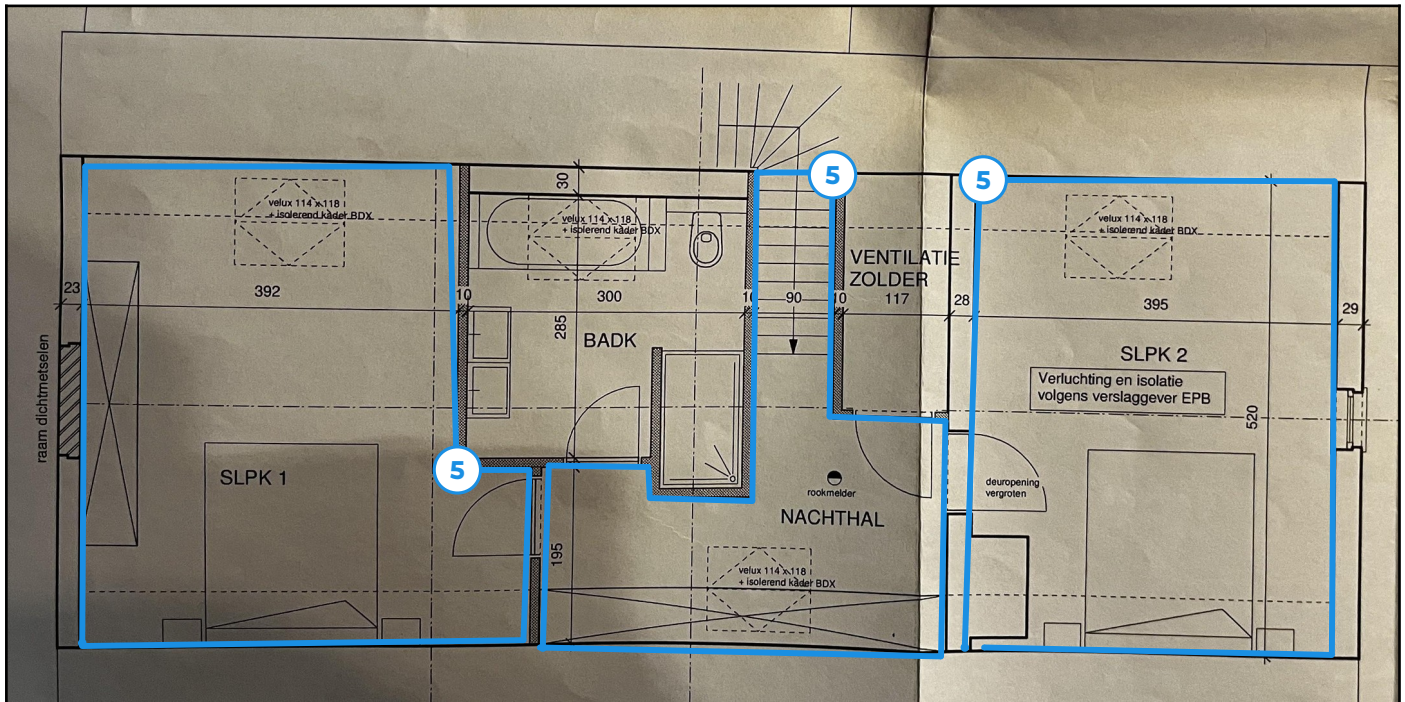 5
5
30
velux 114 x 118
+ isolerend kader BDX
velux 114 x 118
+ isolerend kader BDX
velux 114 x 118
+ isolerend kader BDX
VENTILATIE
ZOLDER
23
392
10
300
10
90
10
117
28
395
29
285
BADK
SLPK 2
Verluchting en isolatie
volgens verslaggever EPB
raam dichtmetselen
520
5
SLPK 1
rookmelder
deuropening
vergroten
NACHTHAL
195
velux 114 x 118
+ isolerend kader BDX